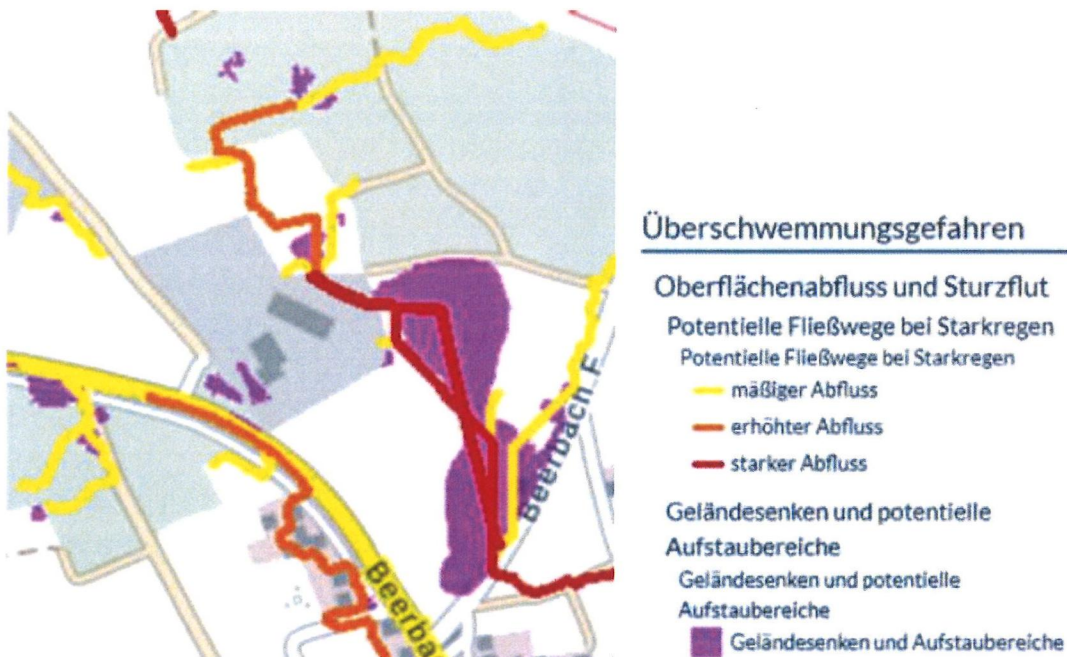 Überschwemmungsgefahren
Oberflächenabfluss und Sturzflut
Potentielle Fließwege bei Starkregen
Potentielle Fließwege bei Starkregen
mäßiger Abfluss
erhöhter Abfluss
starker Abfluss
Geländesenken und potentielle
Aufstaubereiche
Geländesenken und potentielle
Aufstaubereiche
Geländesenken und Aufstaubereiche
Beerbach F
Beerba